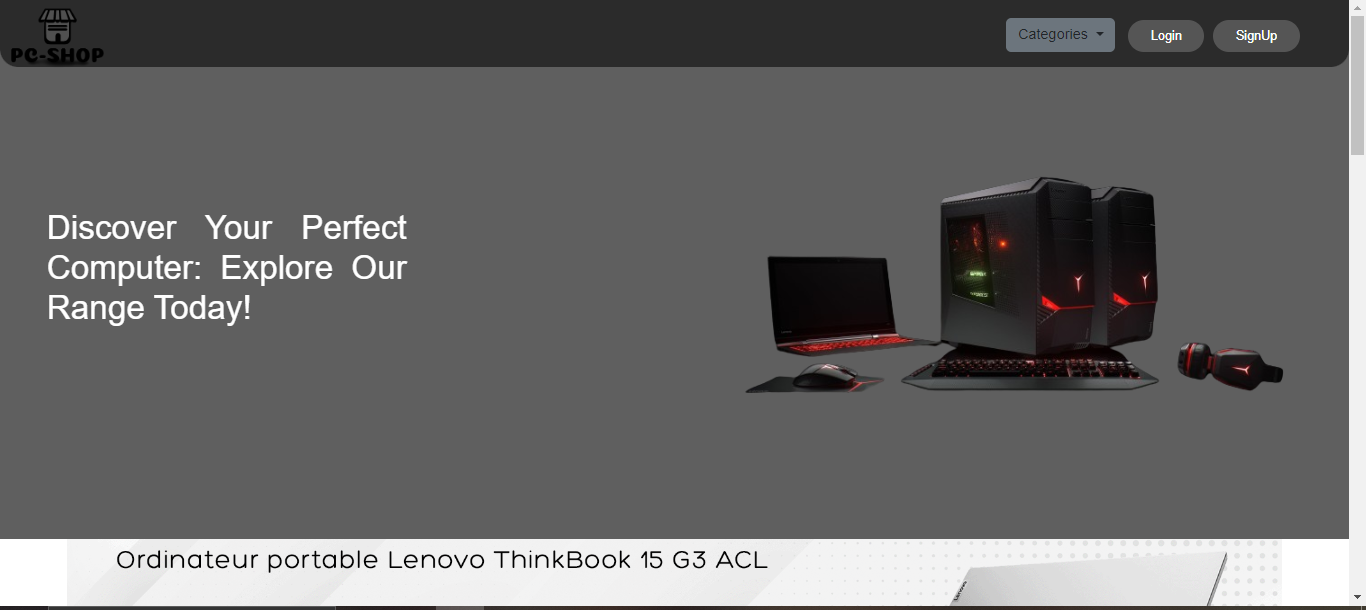 PC-SHOP
Categories
Login
SignUp
Discover Your Perfect
Computer: Explore Our
Range Today!
Ordinateur portable Lenovo ThinkBook 15 G3 ACL
Lenovo